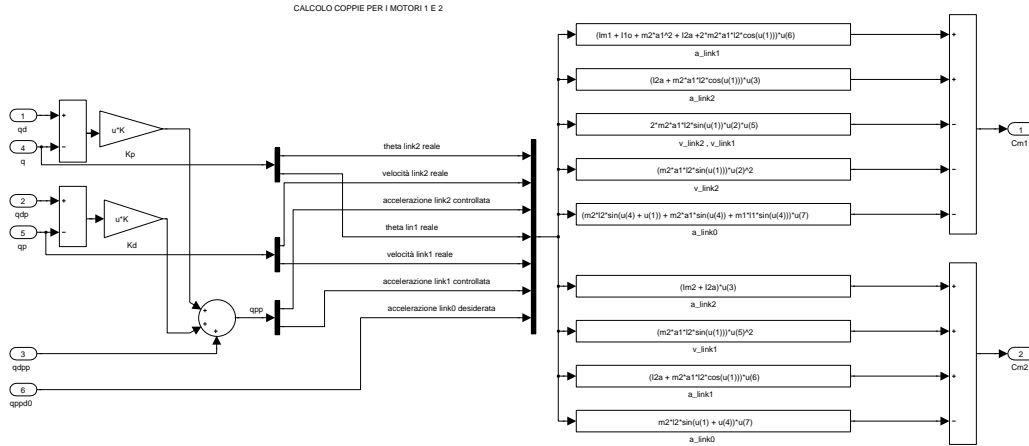 CALCOLO COPPIE PER I MOTORI 1 E 2
1
qd
4
q
+
−
u*K
Kp
2
qdp
5
qp
+
−
u*K
Kd
3
qdpp
6
qppd0
+
+
+
qpp
theta link2 reale
velocità link2 reale
accelerazione link2 controllata
theta lin1 reale
velocità link1 reale
accelerazione link1 controllata
accelerazione link0 desiderata
(Im1 + I1o + m2*a1^2 + I2a +2*m2*a1*l2*cos(u(1)))*u(6)
a_link1
(I2a + m2*a1*l2*cos(u(1)))*u(3)
a_link2
2*m2*a1*l2*sin(u(1))*u(2)*u(5)
v_link2 , v_link1
(m2*a1*l2*sin(u(1)))*u(2)^2
v_link2
(m2*l2*sin(u(4) + u(1)) + m2*a1*sin(u(4)) + m1*l1*sin(u(4)))*u(7)
a_link0
+
+
−
−
−
1
Cm1
(Im2 + I2a)*u(3)
a_link2
(m2*a1*l2*sin(u(1)))*u(5)^2
v_link1
(I2a + m2*a1*l2*cos(u(1)))*u(6)
a_link1
m2*l2*sin(u(1) + u(4))*u(7)
a_link0
+
+
+
−
2
Cm2